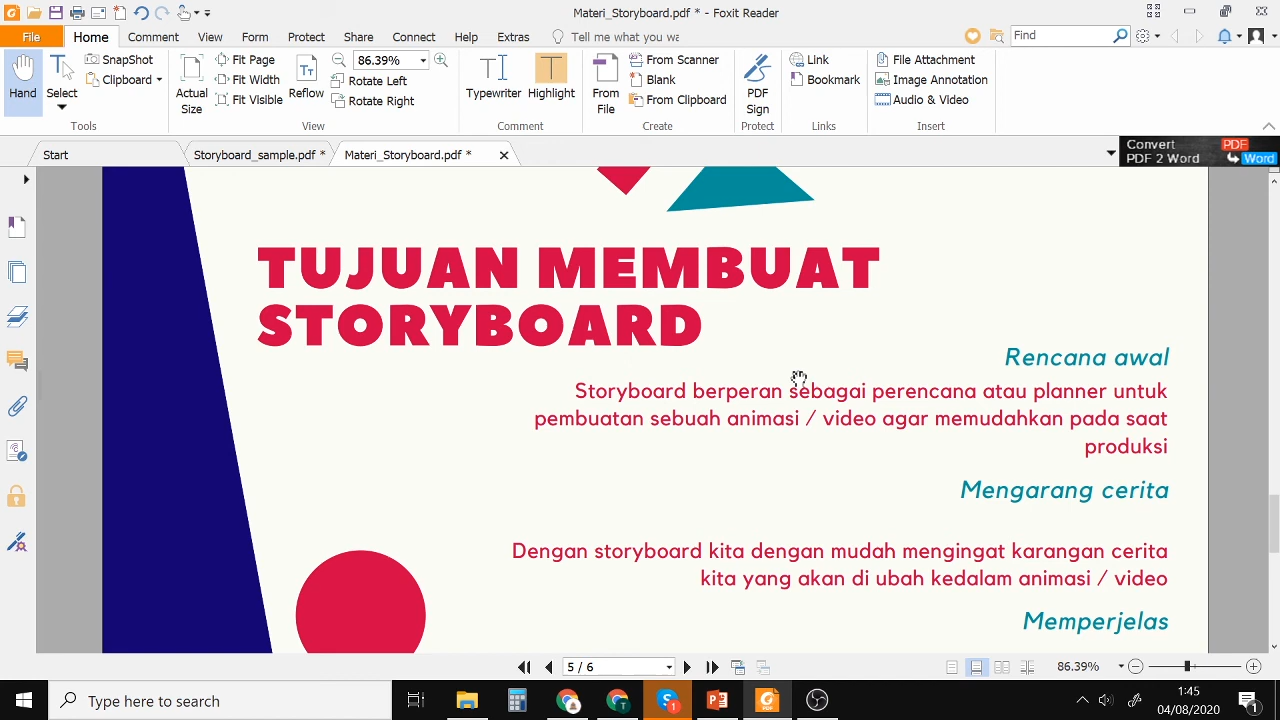 Materi_Storyboard.pdf * - Foxit Reader
File Home Comment View Form Protect Share Connect Help Extras Tell me what you wa Find
Hand
Select
SnapShot
Clipboard
Tools
Actual Size
Fit Page
Fit Width
Fit Visible
Reflow
86.39%
Rotate Left
Rotate Right
View
Typewriter
Highlight
Comment
From File
From Scanner
Blank
From Clipboard
Create
PDF Sign
Protect
Link
Bookmark
Links
File Attachment
Image Annotation
Audio & Video
Insert
Start Storyboard_sample.pdf * Materi_Storyboard.pdf *
Convert PDF
PDF 2 Word Word
TUJUAN MEMBUAT
STORYBOARD
Rencana awal
Storyboard berperan sebagai perencana atau planner untuk
pembuatan sebuah animasi / video agar memudahkan pada saat
produksi
Mengarang cerita
Dengan storyboard kita dengan mudah mengingat karangan cerita
kita yang akan di ubah kedalam animasi / video
Memperjelas
5 / 6 86.39%
Type here to search
1:45
04/08/2020